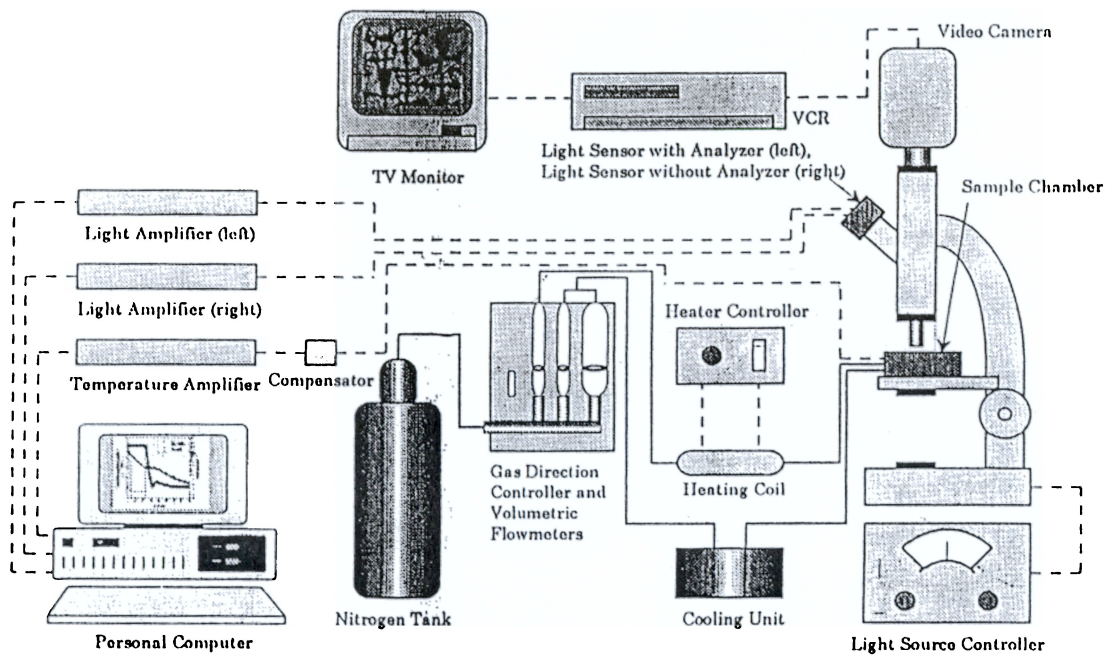 Video Camera
VCR
TV Monitor
Light Sensor with Analyzer (left),
Light Sensor without Analyzer (right)
Sample Chamber
Light Amplifier (left)
Light Amplifier (right)
Heater Controller
Temperature Amplifier
Compensator
Gas Direction
Controller and
Volumetric
Flowmeters
Heating Coil
Nitrogen Tank
Cooling Unit
Personal Computer
Light Source Controller